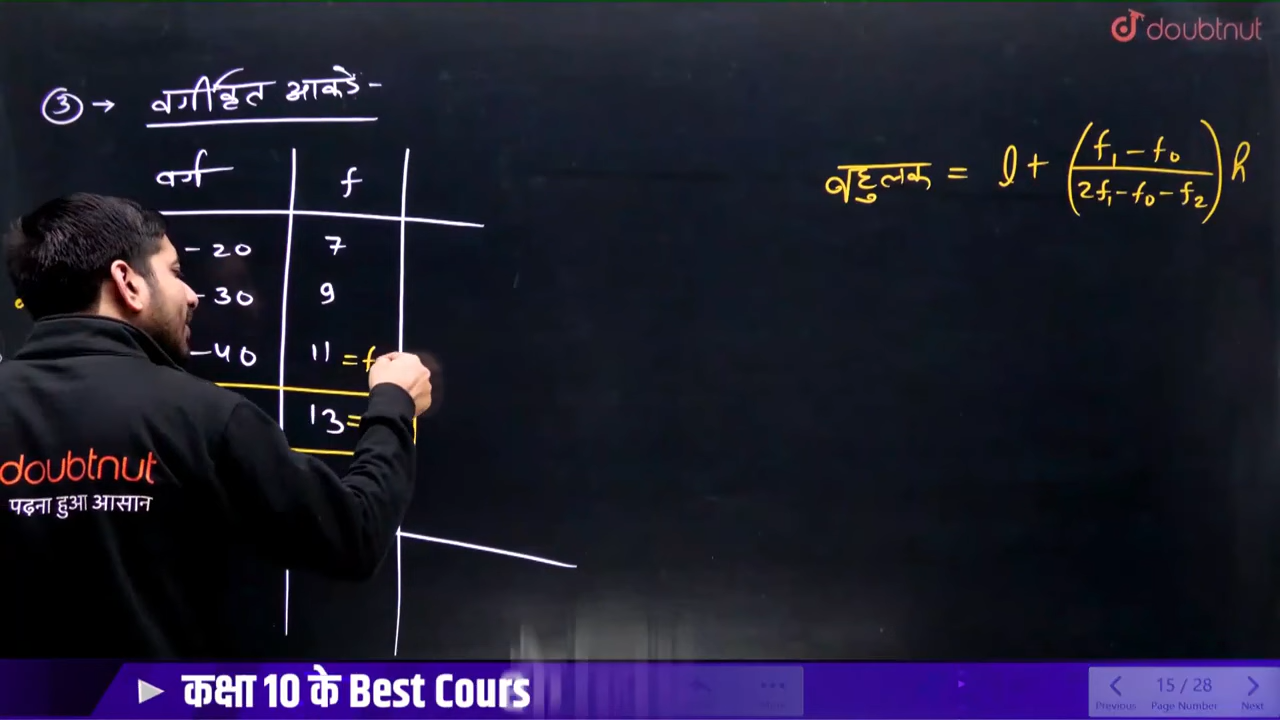 doubtnut
③ → वर्गीकृत आकडे -
वर्ग f
- 20 7
- 30 9
- 40 11 = f
13 =
बहुलक = l + (f₁ - f₀ / 2f₁ - f₀ - f₂) h
doubtnut
पढ़ना हुआ आसान
कक्षा 10 के Best Cours
15 / 28
Previous Page Number Next